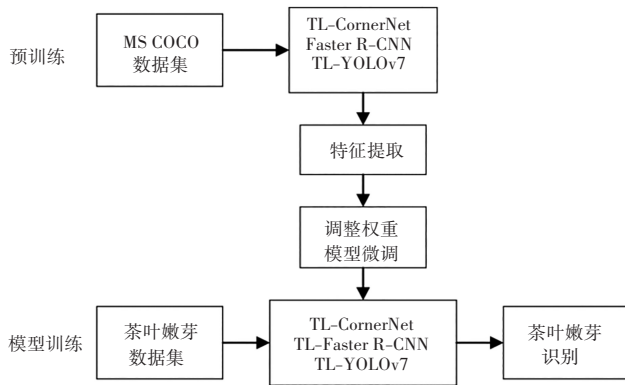 预训练
MS COCO
数据集
TL-CornerNet
Faster R-CNN
TL-YOLOv7
特征提取
调整权重
模型微调
模型训练
茶叶嫩芽
数据集
TL-CornerNet
TL-Faster R-CNN
TL-YOLOv7
茶叶嫩芽
识别